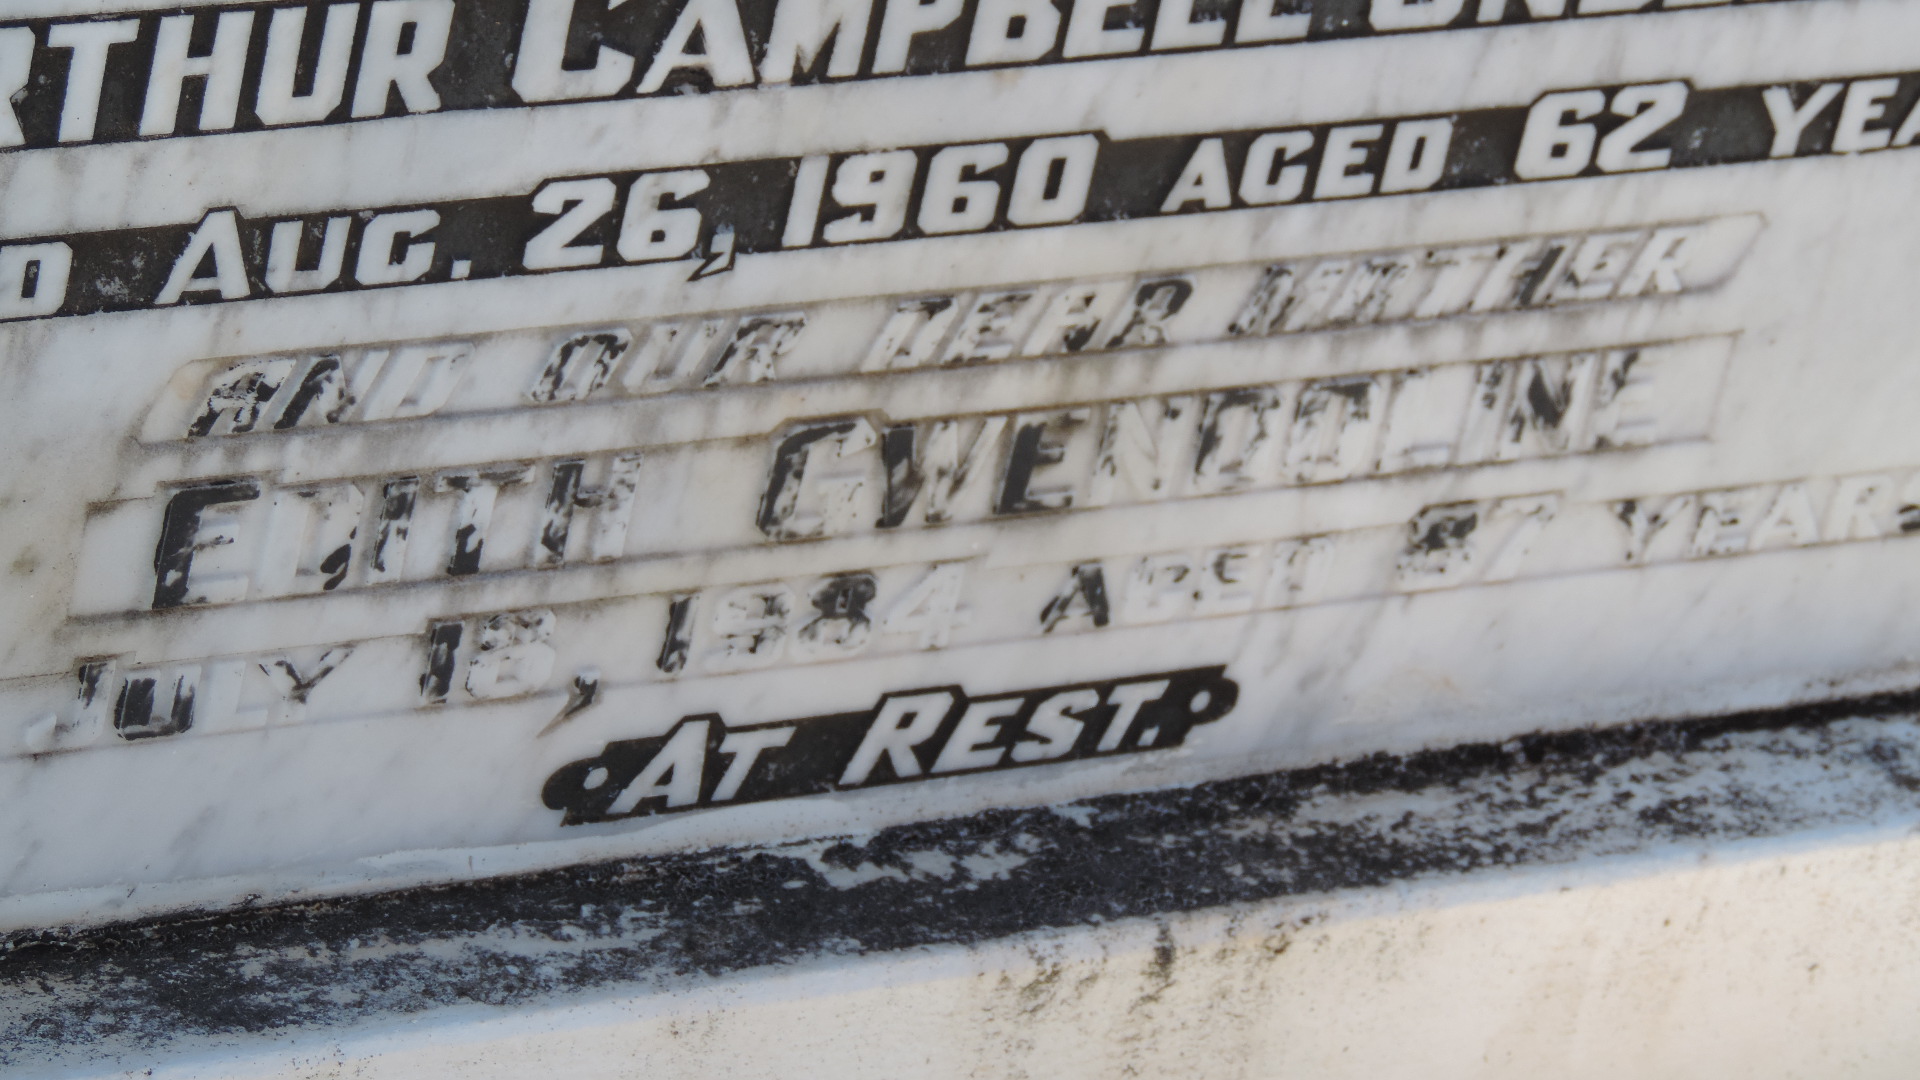 ARTHUR CAMPBELL
AUG. 26, 1960 AGED 62 YEA
AND OUR DEAR MOTHER
EDITH GWENDOLINE
JULY 18, 1984 AGED 87 YEARS
AT REST.